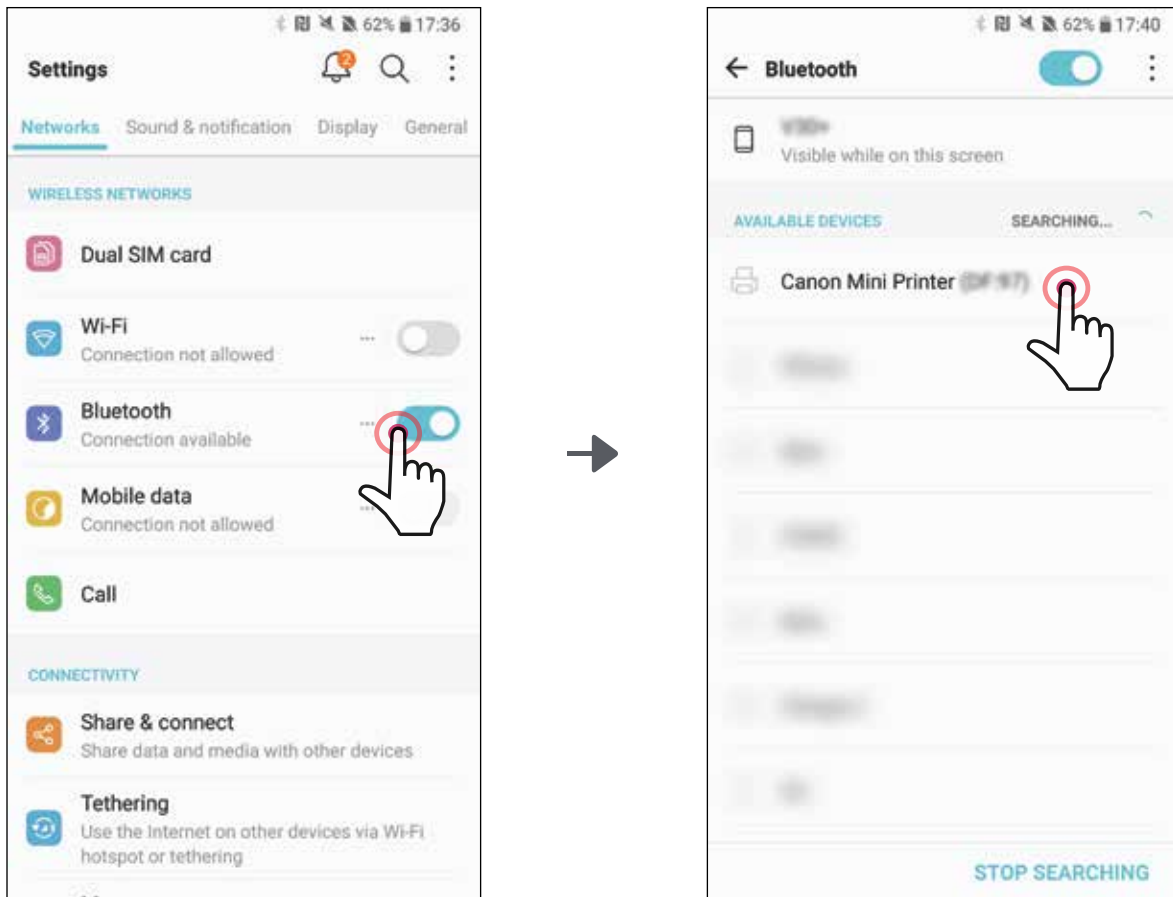 62% 17:36
Settings
2
Networks Sound & notification Display General
WIRELESS NETWORKS
Dual SIM card
Wi-Fi
Connection not allowed
Bluetooth
Connection available
Mobile data
Connection not allowed
Call
CONNECTIVITY
Share & connect
Share data and media with other devices
Tethering
Use the Internet on other devices via Wi-Fi
hotspot or tethering
62% 17:40
Bluetooth
Visible while on this screen
AVAILABLE DEVICES SEARCHING...
Canon Mini Printer
STOP SEARCHING